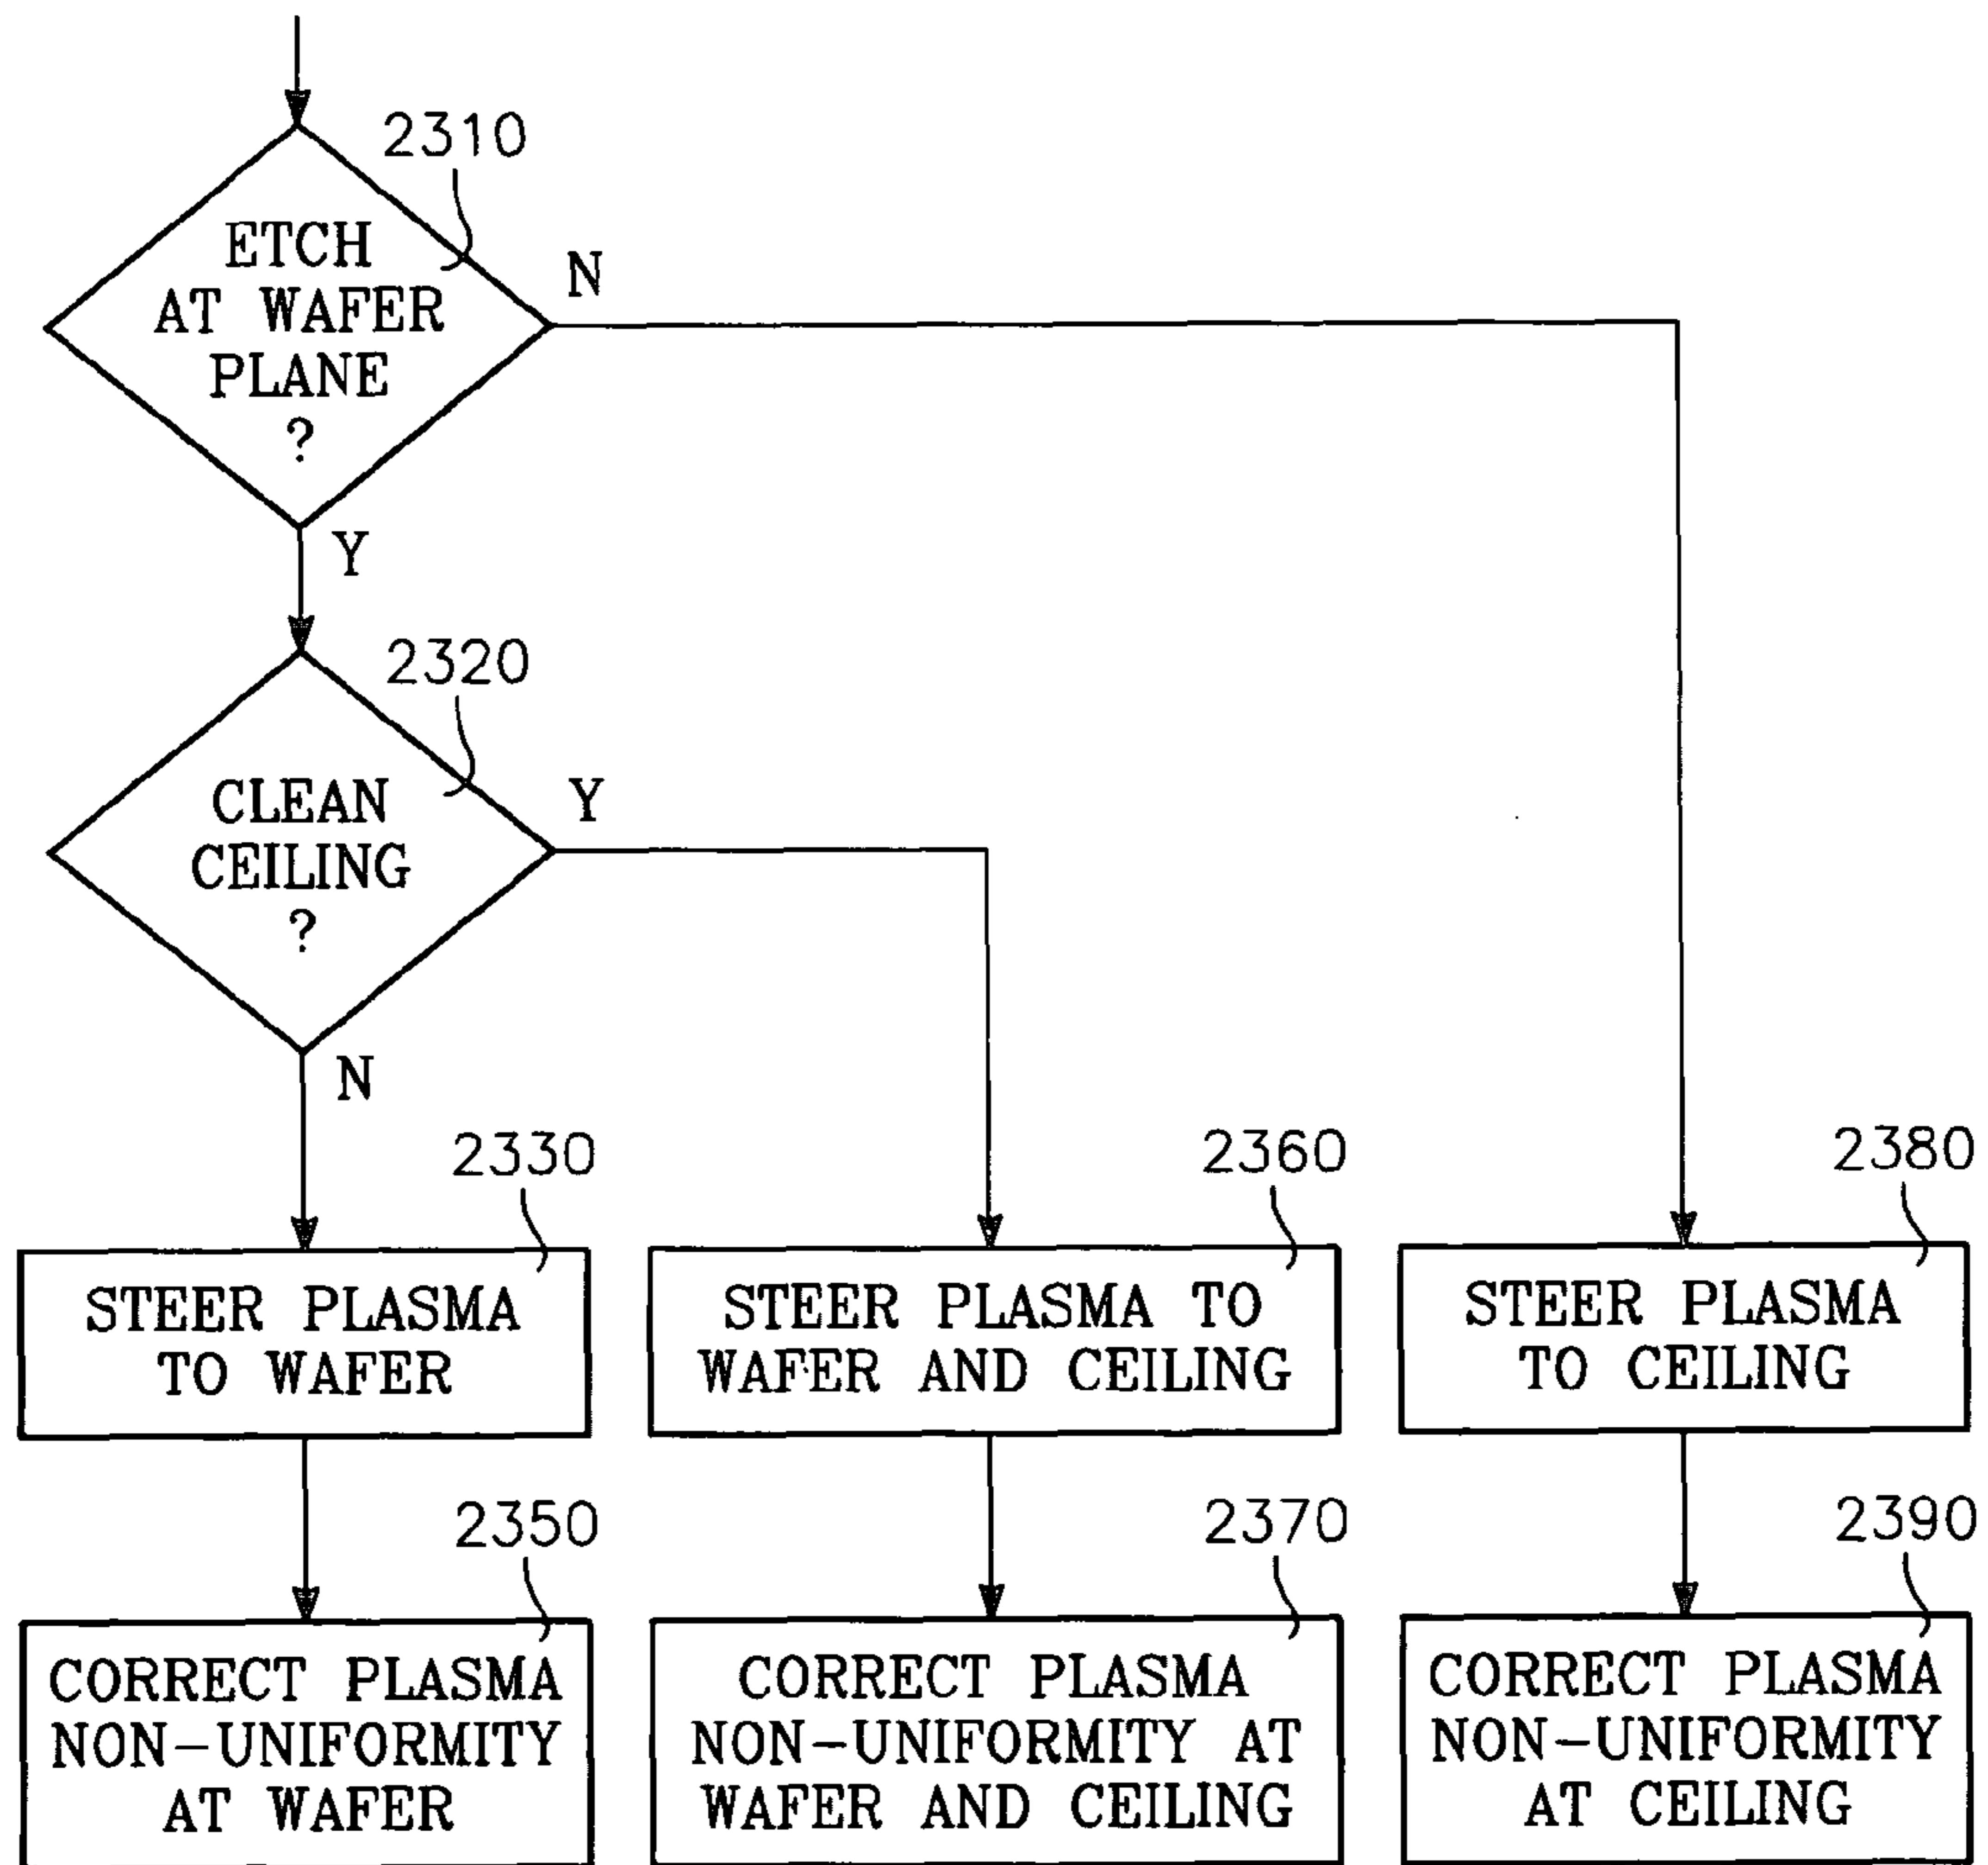 2310
ETCH
AT WAFER
PLANE
?
N
Y
2320
CLEAN
CEILING
?
Y
N
2330
STEER PLASMA
TO WAFER
2360
STEER PLASMA TO
WAFER AND CEILING
2380
STEER PLASMA
TO CEILING
2350
CORRECT PLASMA
NON-UNIFORMITY
AT WAFER
2370
CORRECT PLASMA
NON-UNIFORMITY AT
WAFER AND CEILING
2390
CORRECT PLASMA
NON-UNIFORMITY
AT CEILING